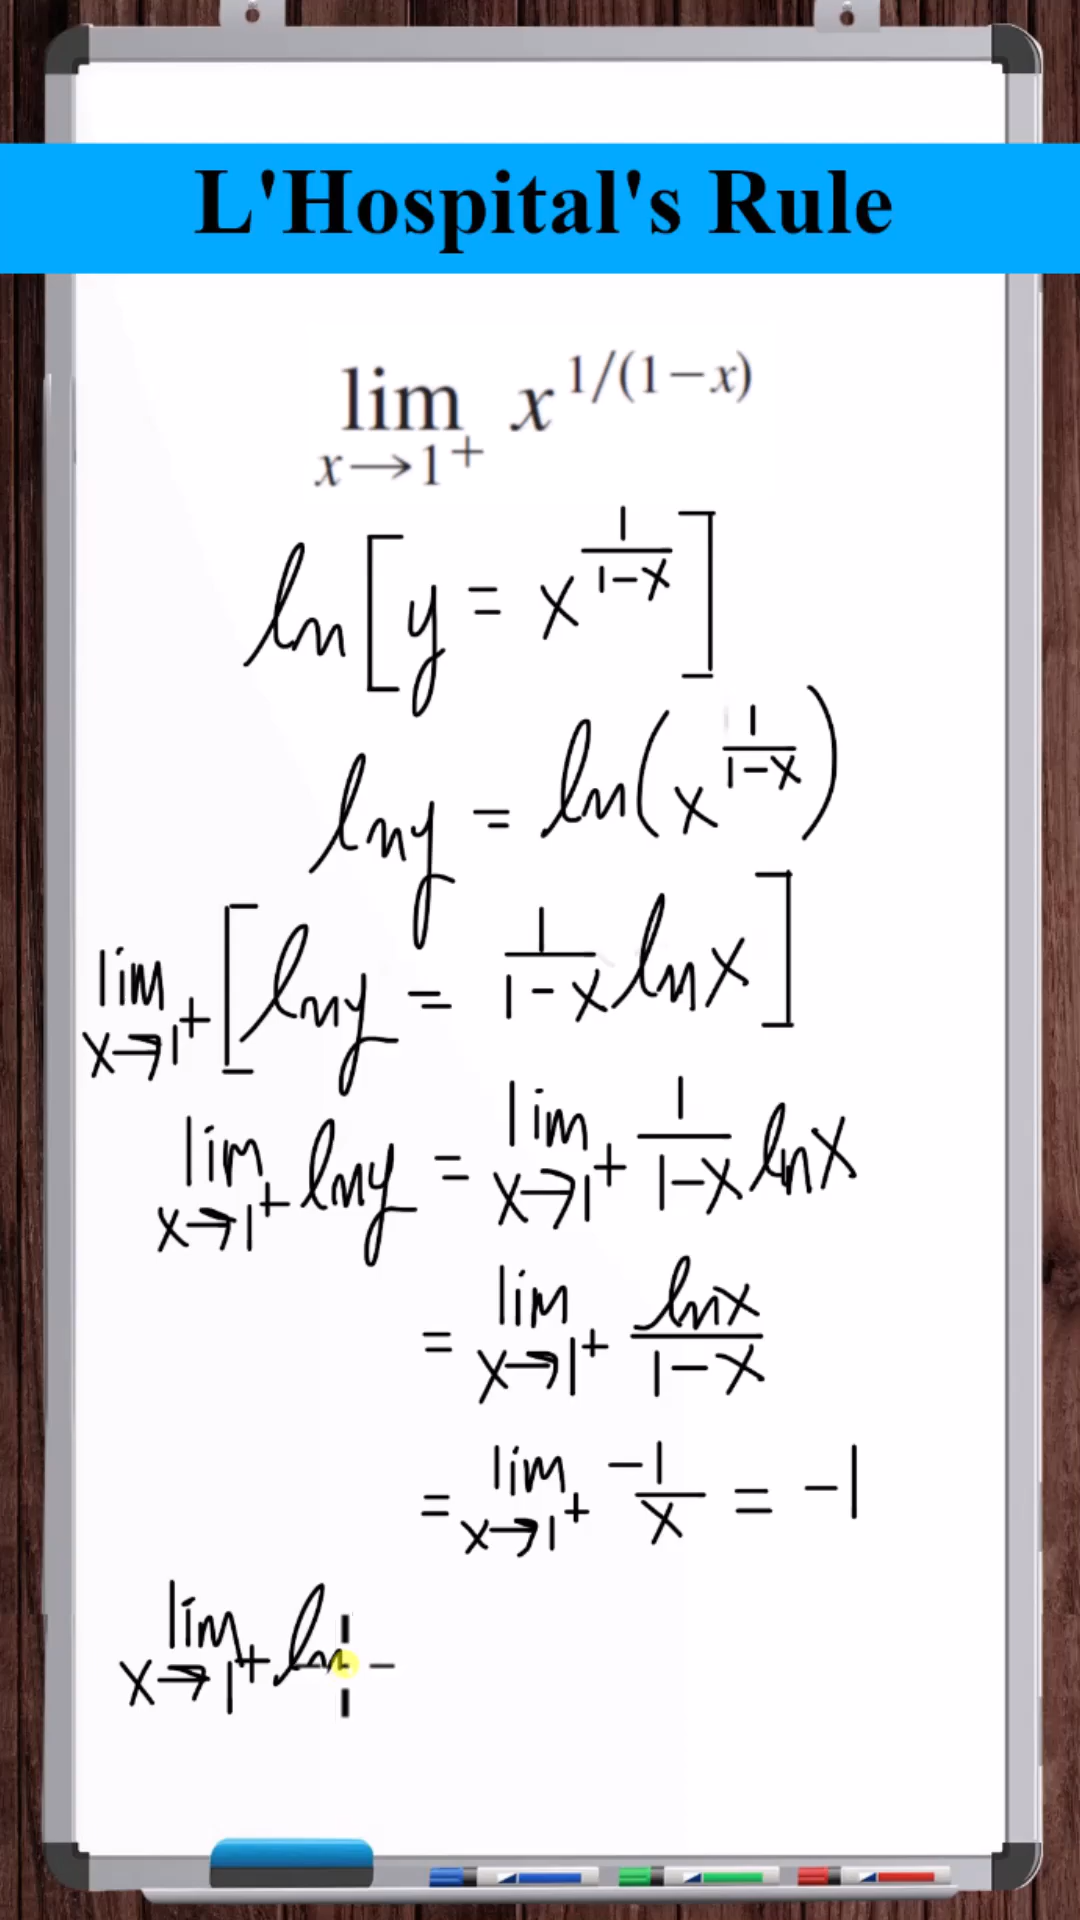 L'Hospital's Rule
lim x→1⁺ x^{1/(1−x)}
ln[y = x^{1/(1−x)}]
ln y = ln(x^{1/(1−x)})
lim x→1⁺ [ln y = 1/(1−x) ln x]
lim x→1⁺ ln y = lim x→1⁺ 1/(1−x) ln x
= lim x→1⁺ ln x/(1−x)
= lim x→1⁺ −1/x = −1
lim x→1⁺ ln